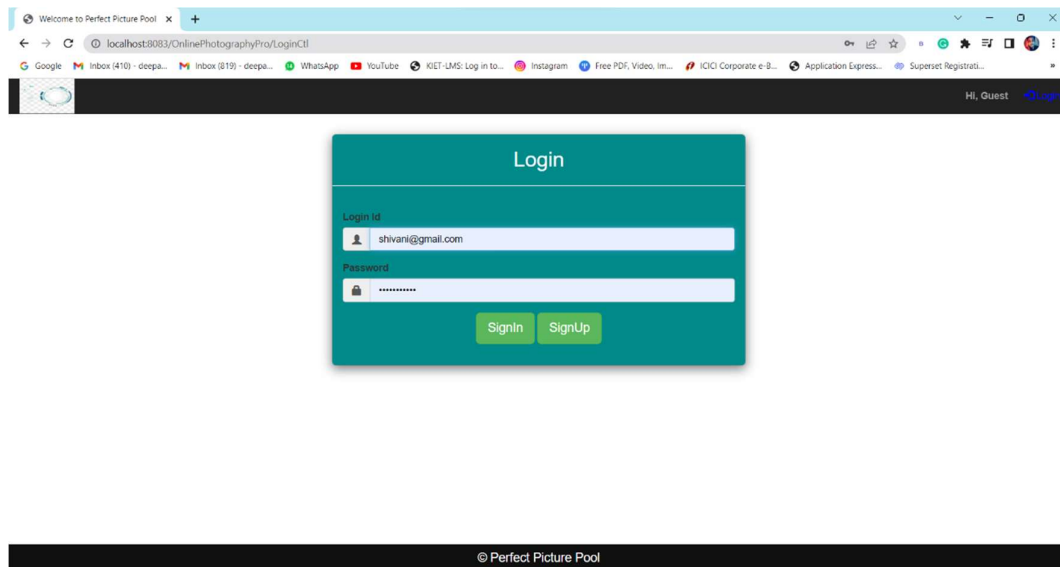 Welcome to Perfect Picture Pool
localhost:8083/OnlinePhotographyPro/LoginCtl
Google Inbox (410) - deepa... Inbox (819) - deepa... WhatsApp YouTube KIET-LMS: Log in to... Instagram Free PDF, Video, Im... ICICI Corporate e-B... Application Express... Superset Registrati... »
Hi, Guest
Login
Login Id
shivani@gmail.com
Password
•••••••••••
SignIn SignUp
© Perfect Picture Pool